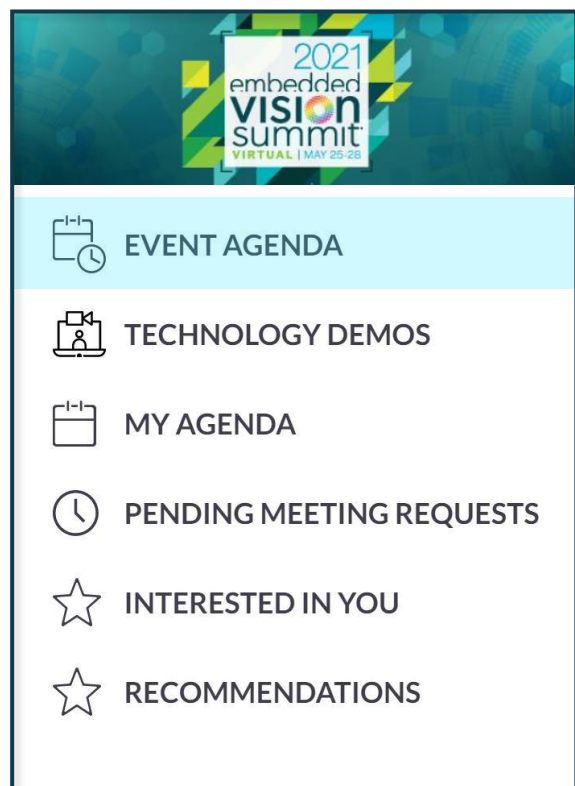 2021
embedded
VISION
summit
VIRTUAL | MAY 25-28
EVENT AGENDA
TECHNOLOGY DEMOS
MY AGENDA
PENDING MEETING REQUESTS
INTERESTED IN YOU
RECOMMENDATIONS